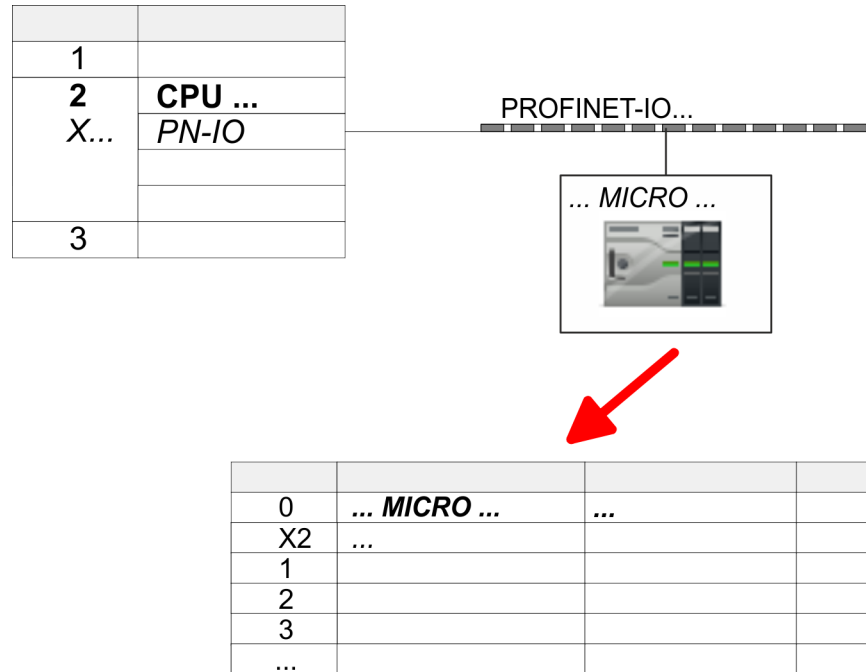 1
2 CPU ...
X... PN-IO
3
PROFINET-IO...
... MICRO ...
0 ... MICRO ... ...
X2 ...
1
2
3
...